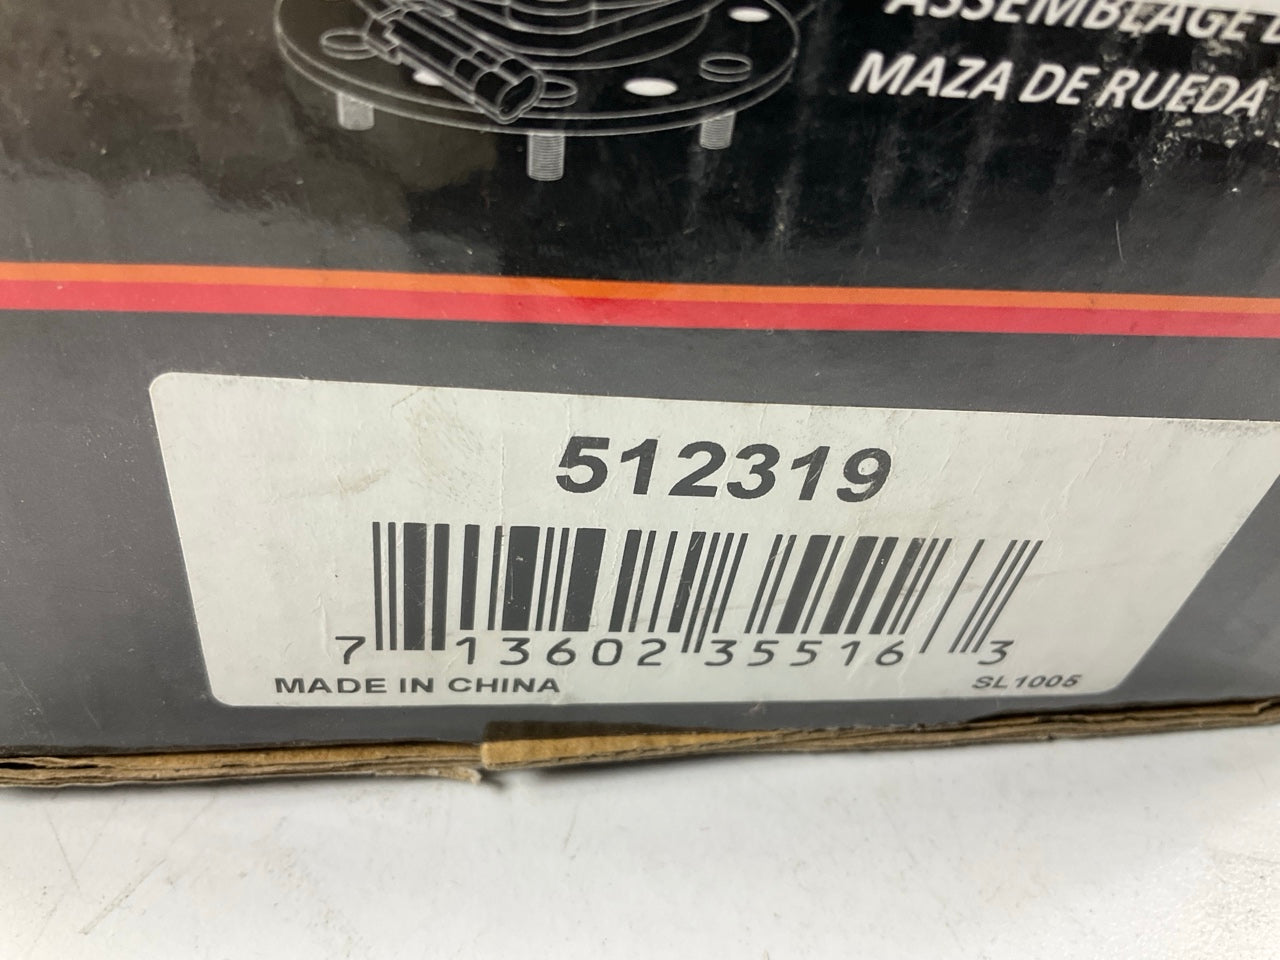 ASSEMBLAGE
MAZA DE RUEDA
512319
7 13602 35516 3
MADE IN CHINA
SL1005